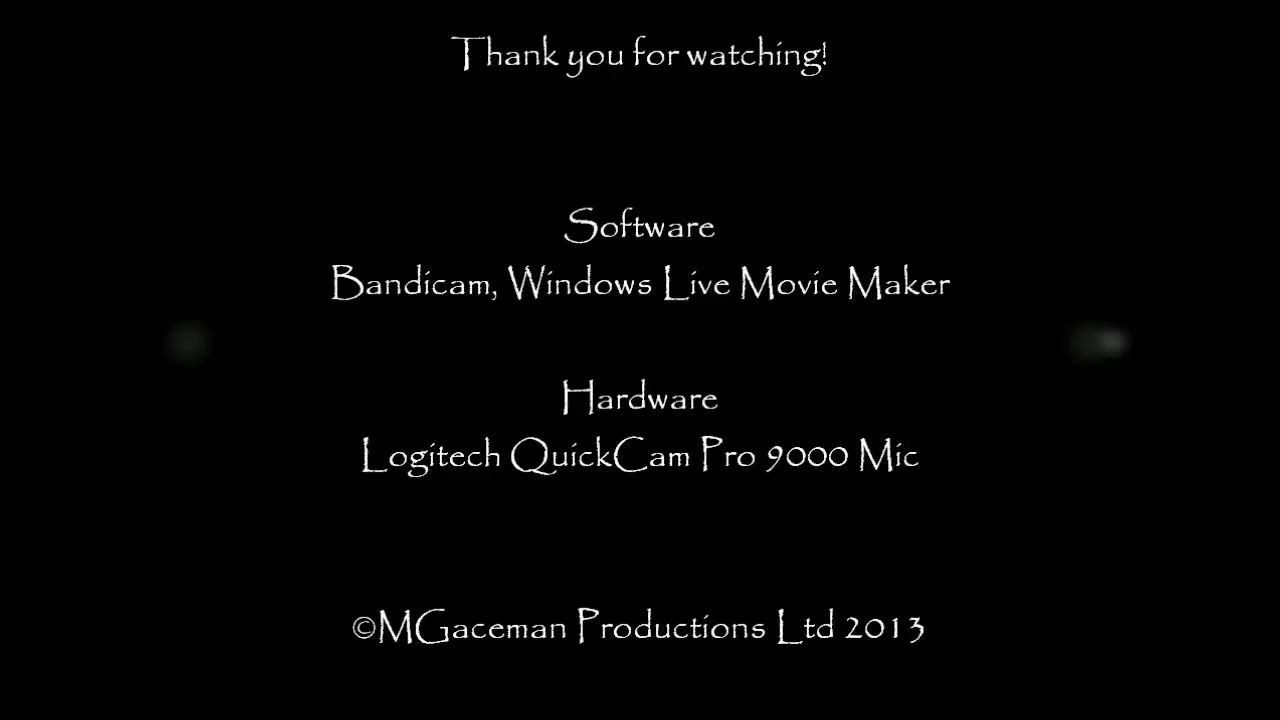 Thank you for watching!
Software
Bandicam, Windows Live Movie Maker
Hardware
Logitech QuickCam Pro 9000 Mic
©MGaceman Productions Ltd 2013